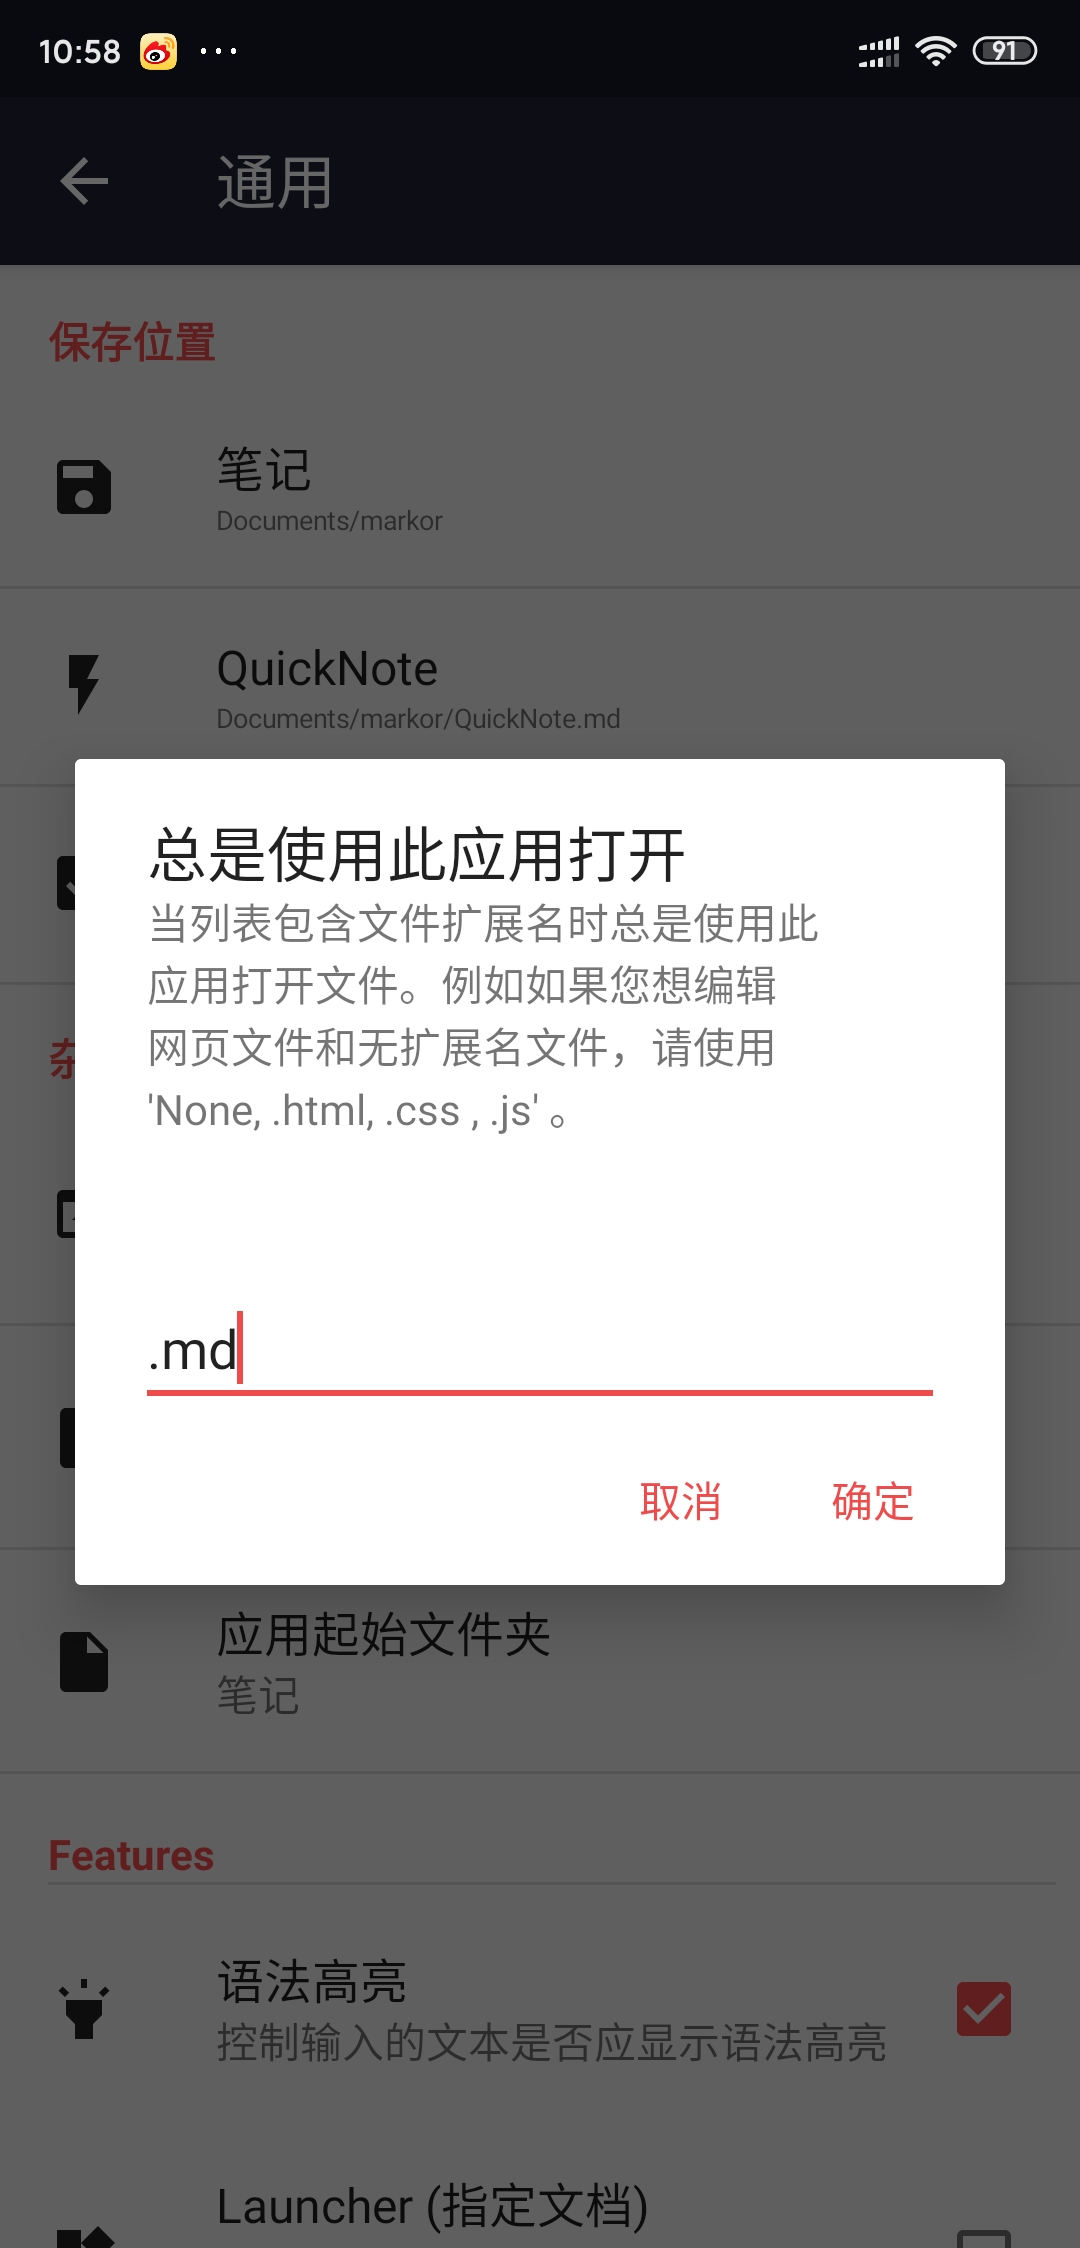 10:58
91
通用
保存位置
笔记
Documents/markor
QuickNote
Documents/markor/QuickNote.md
总是使用此应用打开
当列表包含文件扩展名时总是使用此
应用打开文件。例如如果您想编辑
网页文件和无扩展名文件，请使用
'None, .html, .css , .js' 。
.md
取消
确定
应用起始文件夹
笔记
Features
语法高亮
控制输入的文本是否应显示语法高亮
Launcher (指定文档)